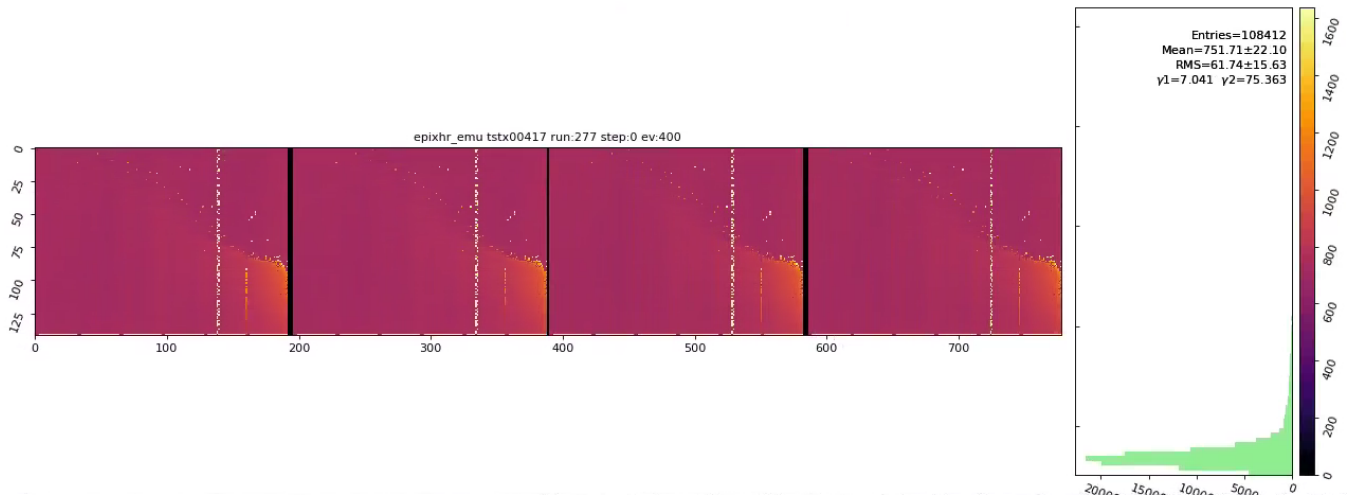 Entries=108412
Mean=751.71±22.10
RMS=61.74±15.63
γ1=7.041 γ2=75.363
epixhr_emu tstx00417 run:277 step:0 ev:400
0
25
50
75
100
125
0 100 200 300 400 500 600 700
20000 15000 10000 5000 0
1600
1400
1200
1000
800
600
400
200
0